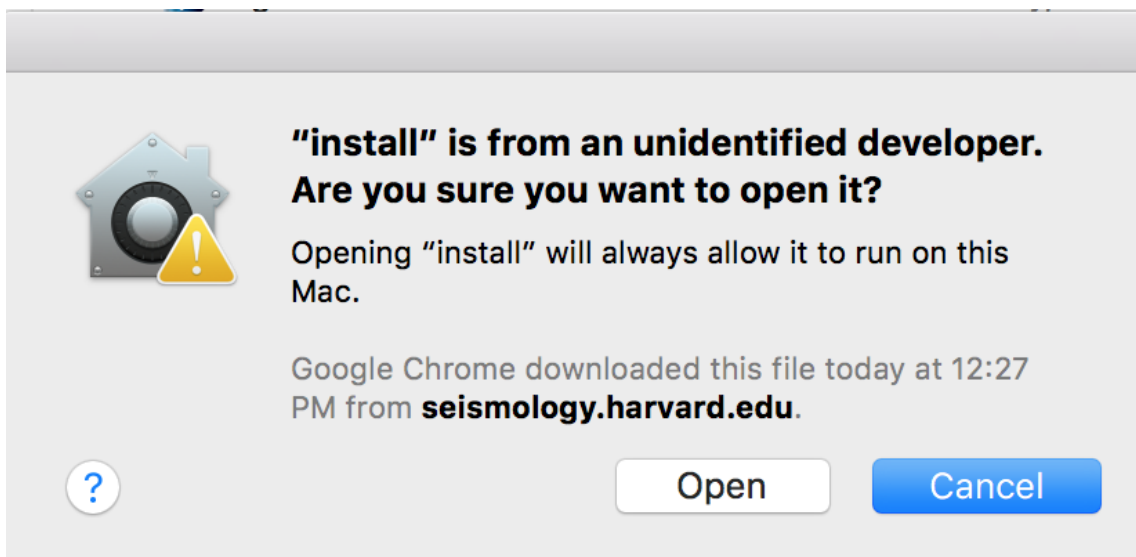 “install” is from an unidentified developer.
Are you sure you want to open it?
Opening “install” will always allow it to run on this
Mac.
Google Chrome downloaded this file today at 12:27
PM from seismology.harvard.edu.
?
Open
Cancel